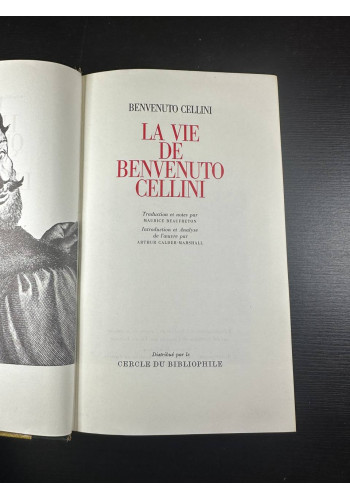 BENVENUTO CELLINI
LA VIE
DE
BENVENUTO
CELLINI
Traduction et notes par
MAURICE BEAUFRETON
Introduction et Analyse
de l'œuvre par
ARTHUR CALDER-MARSHALL
Distribué par le
CERCLE DU BIBLIOPHILE